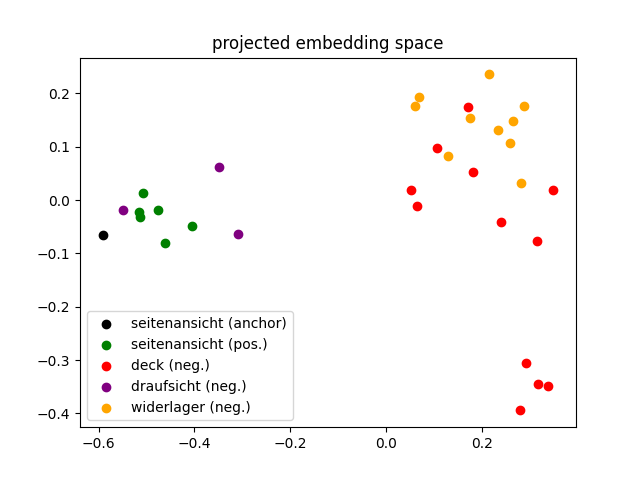 projected embedding space
0.2
0.1
0.0
−0.1
−0.2
−0.3
−0.4
seitenansicht (anchor)
seitenansicht (pos.)
deck (neg.)
draufsicht (neg.)
widerlager (neg.)
−0.6 −0.4 −0.2 0.0 0.2